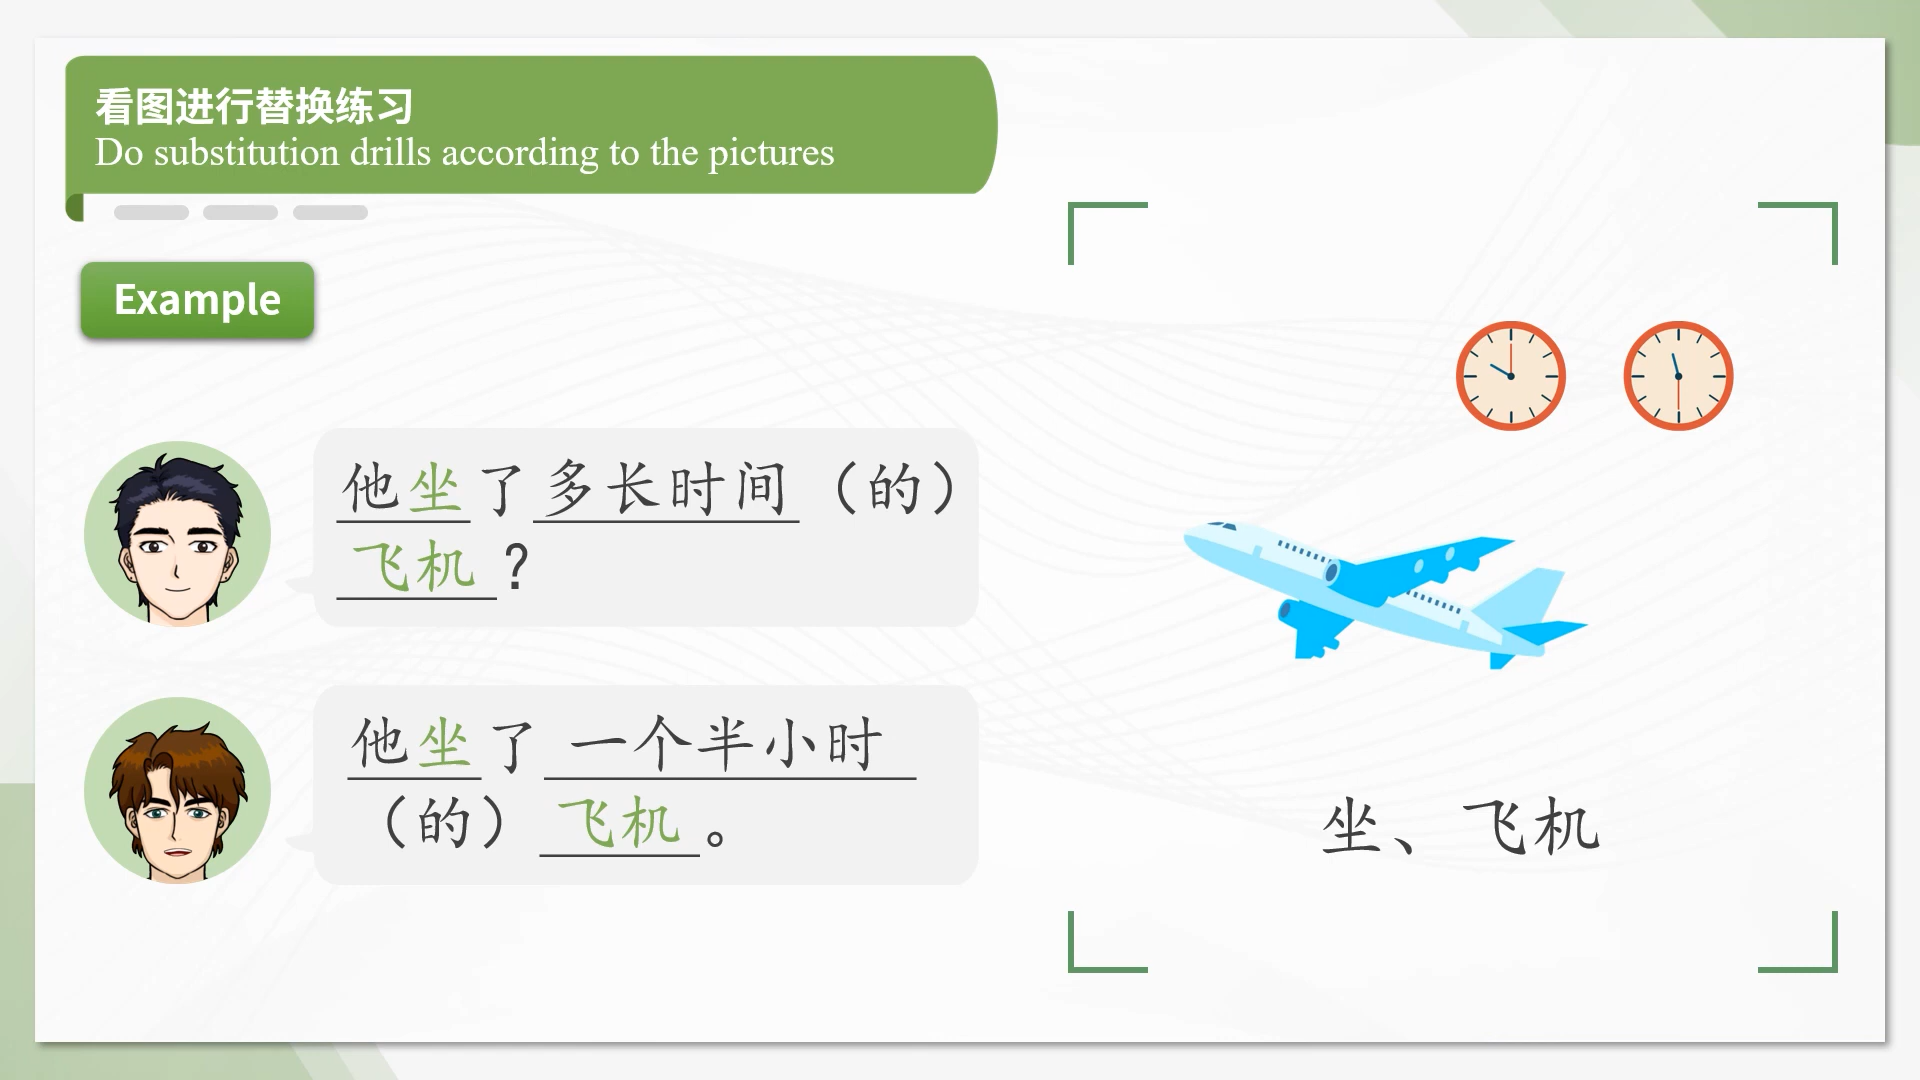 看图进行替换练习
Do substitution drills according to the pictures
Example
他坐了多长时间（的）
飞机？
他坐了一个半小时
（的）飞机。
坐、飞机